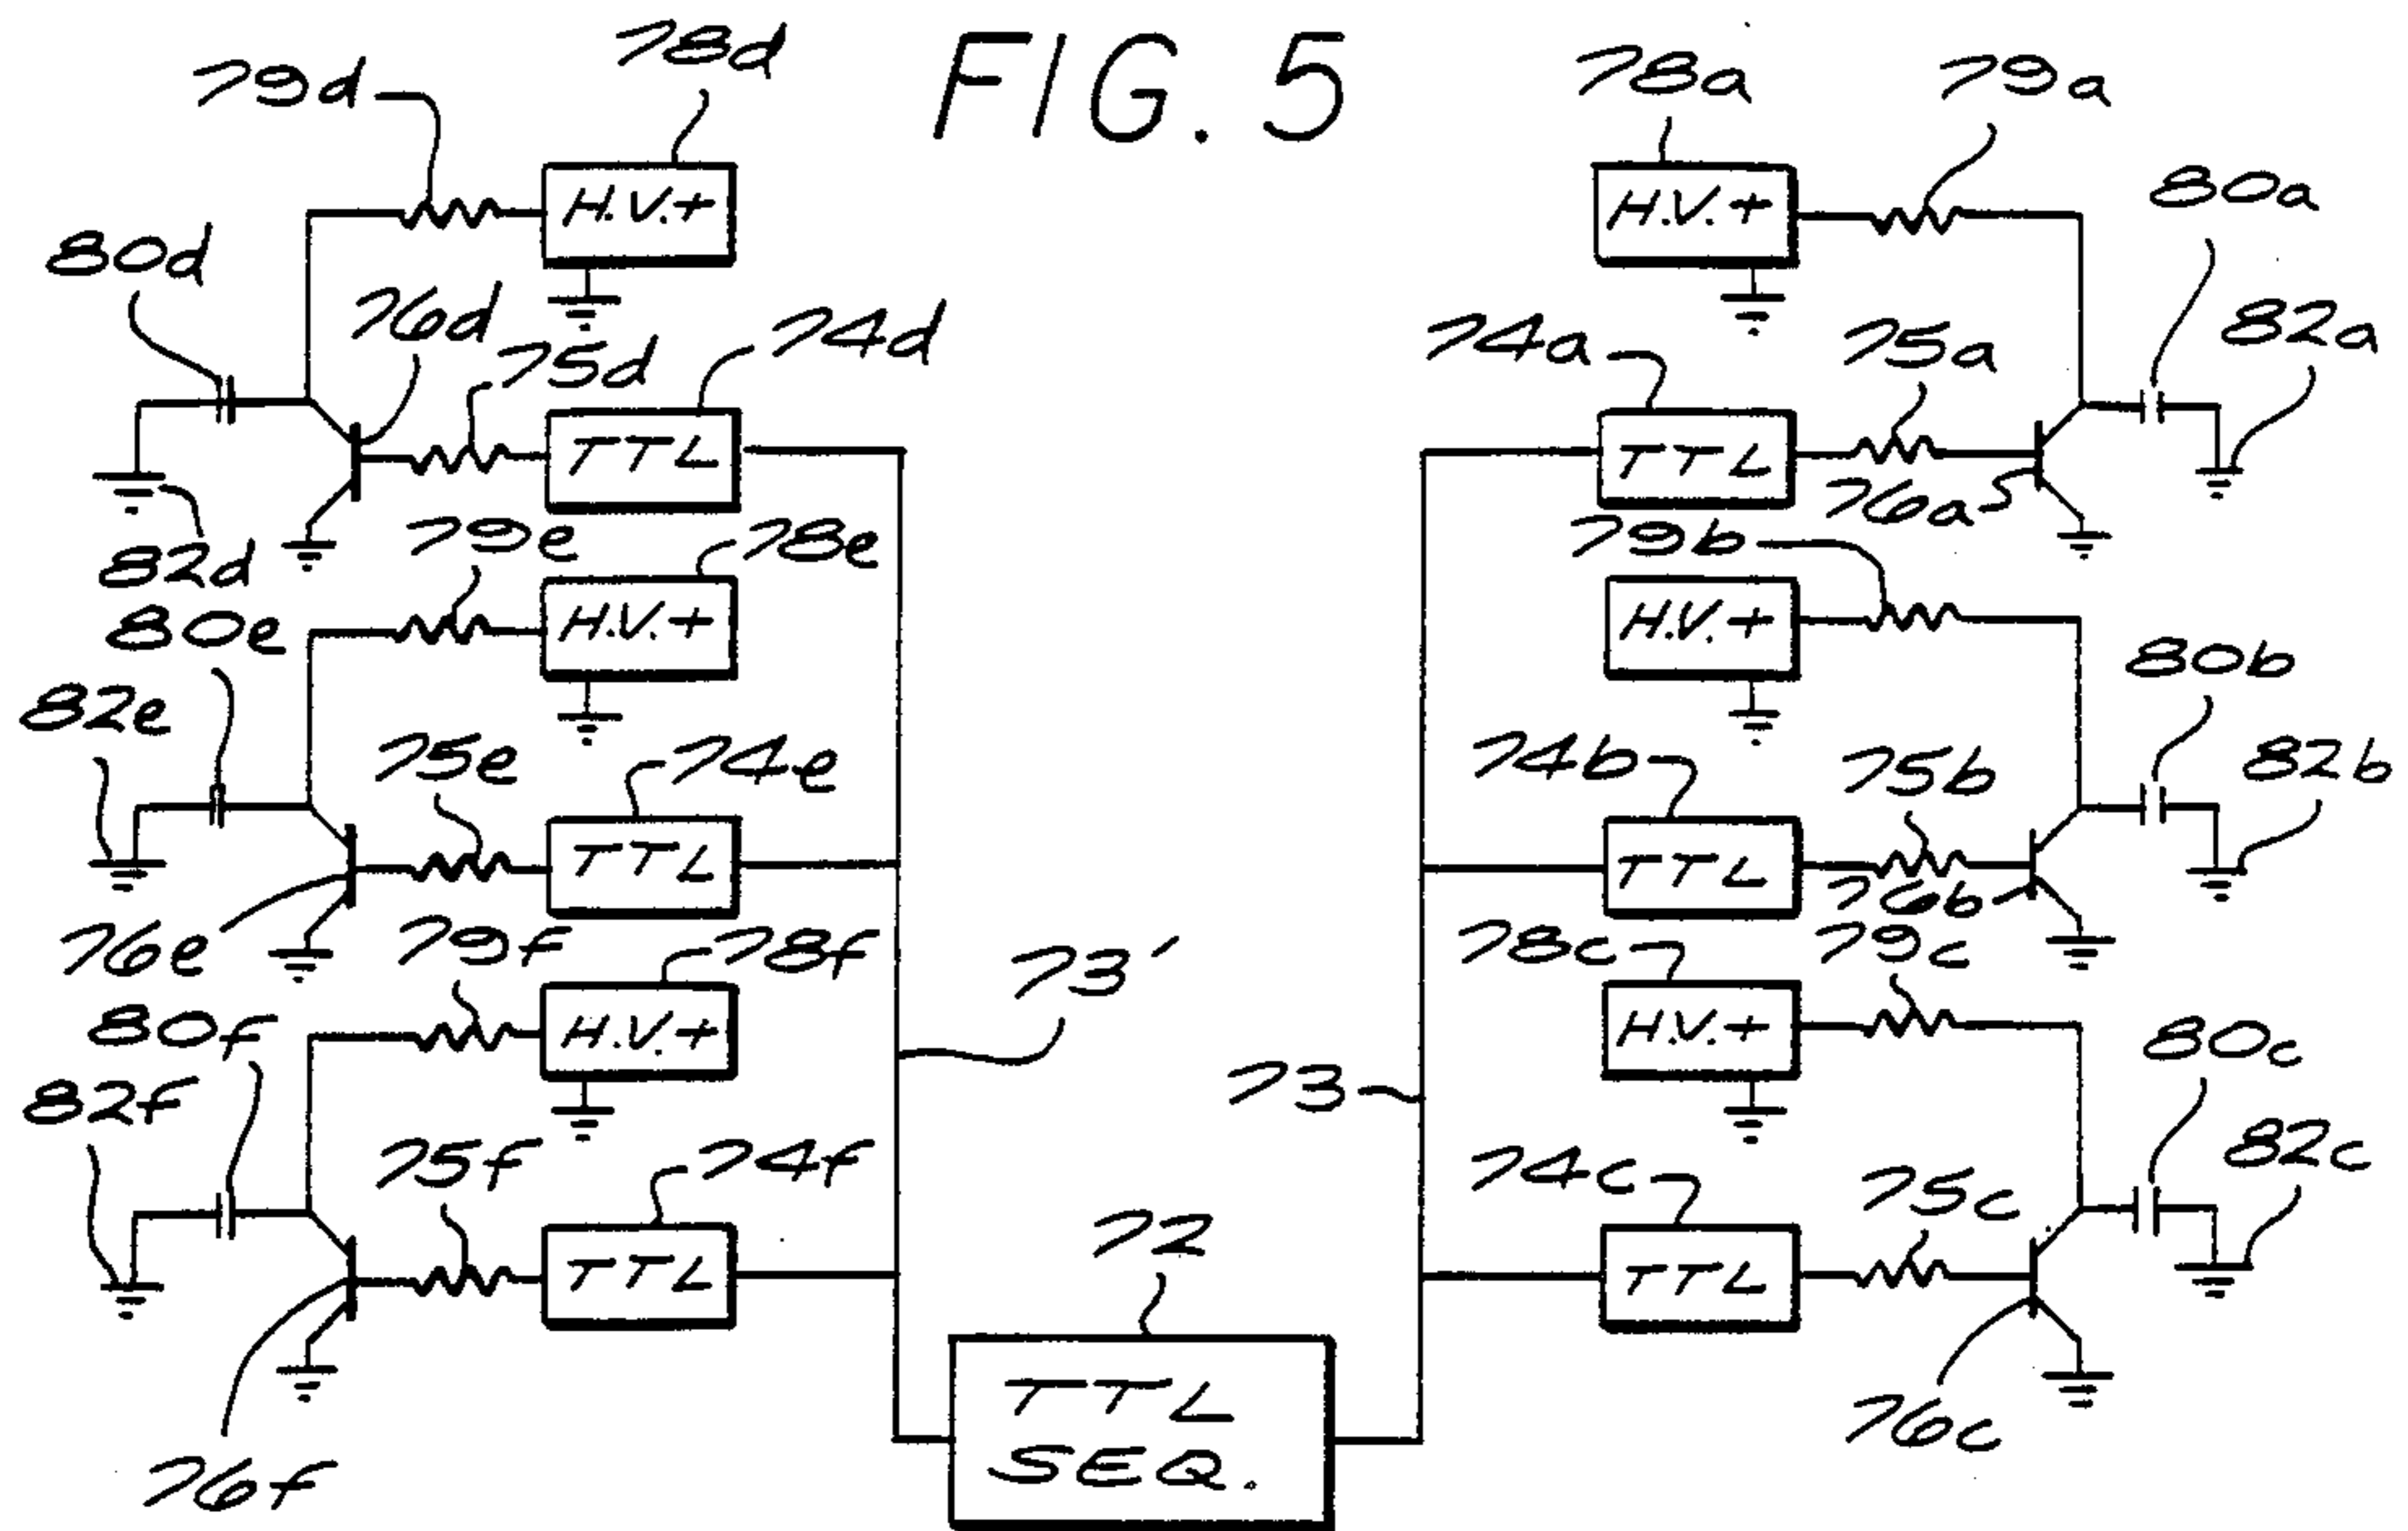 FIG. 5
79d
78d
H.V.+
80d
76d
75d
74d
TTL
82d
79e
78e
H.V.+
80e
82e
75e
74e
TTL
76e
79f
78f
H.V.+
80f
82f
75f
74f
TTL
76f
73'
72
TTL
SEQ.
73
78a
79a
H.V.+
80a
74a
75a
82a
TTL
76a
79b
H.V.+
80b
74b
75b
82b
TTL
76b
78c
79c
H.V.+
80c
74c
75c
82c
TTL
76c